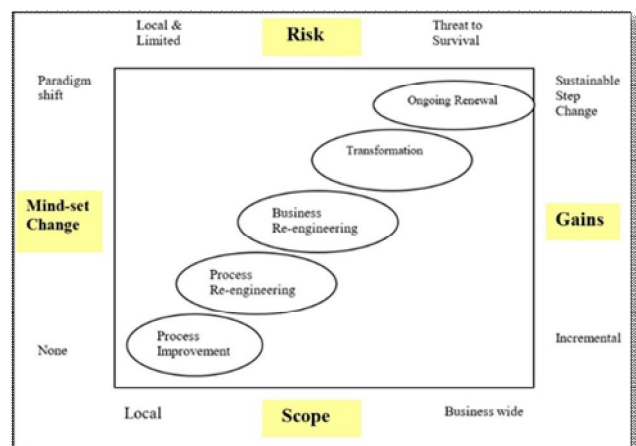 Local &
Limited
Risk
Threat to
Survival
Paradigm
shift
Sustainable
Step
Change
Ongoing Renewal
Transformation
Mind-set
Change
Business
Re-engineering
Gains
Process
Re-engineering
Process
Improvement
None
Incremental
Local
Scope
Business wide